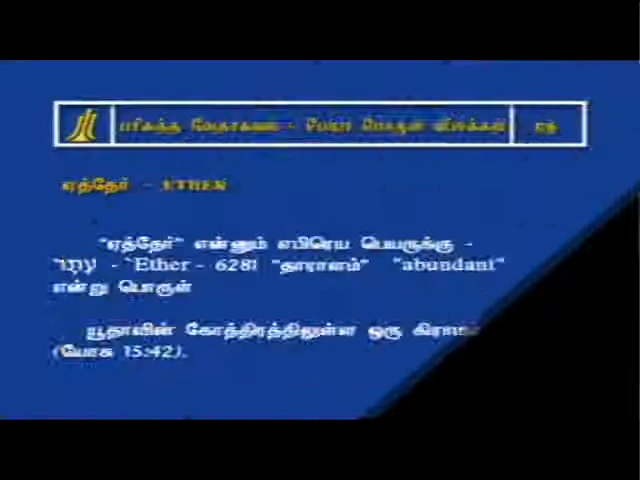 பரிசுத்த வேதாகமம் - பெயர் பொருள் விளக்கம் ஏத்
ஏத்தேர் - ETHER
"ஏத்தேர்" என்னும் எபிரெய பெயருக்கு -
- `Ether - 6281 "தாராளம்" "abundant"
என்று பொருள்
யூதாவின் கோத்திரத்திலுள்ள ஒரு
(யோசு 15:42).